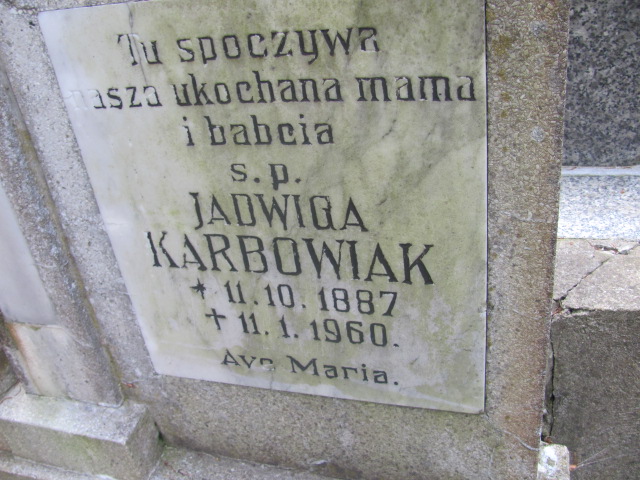 Tu spoczywa
nasza ukochana mama
i babcia
s.p.
JADWIGA
KARBOWIAK
* 11.10.1887
† 11.1.1960.
Ave Maria.